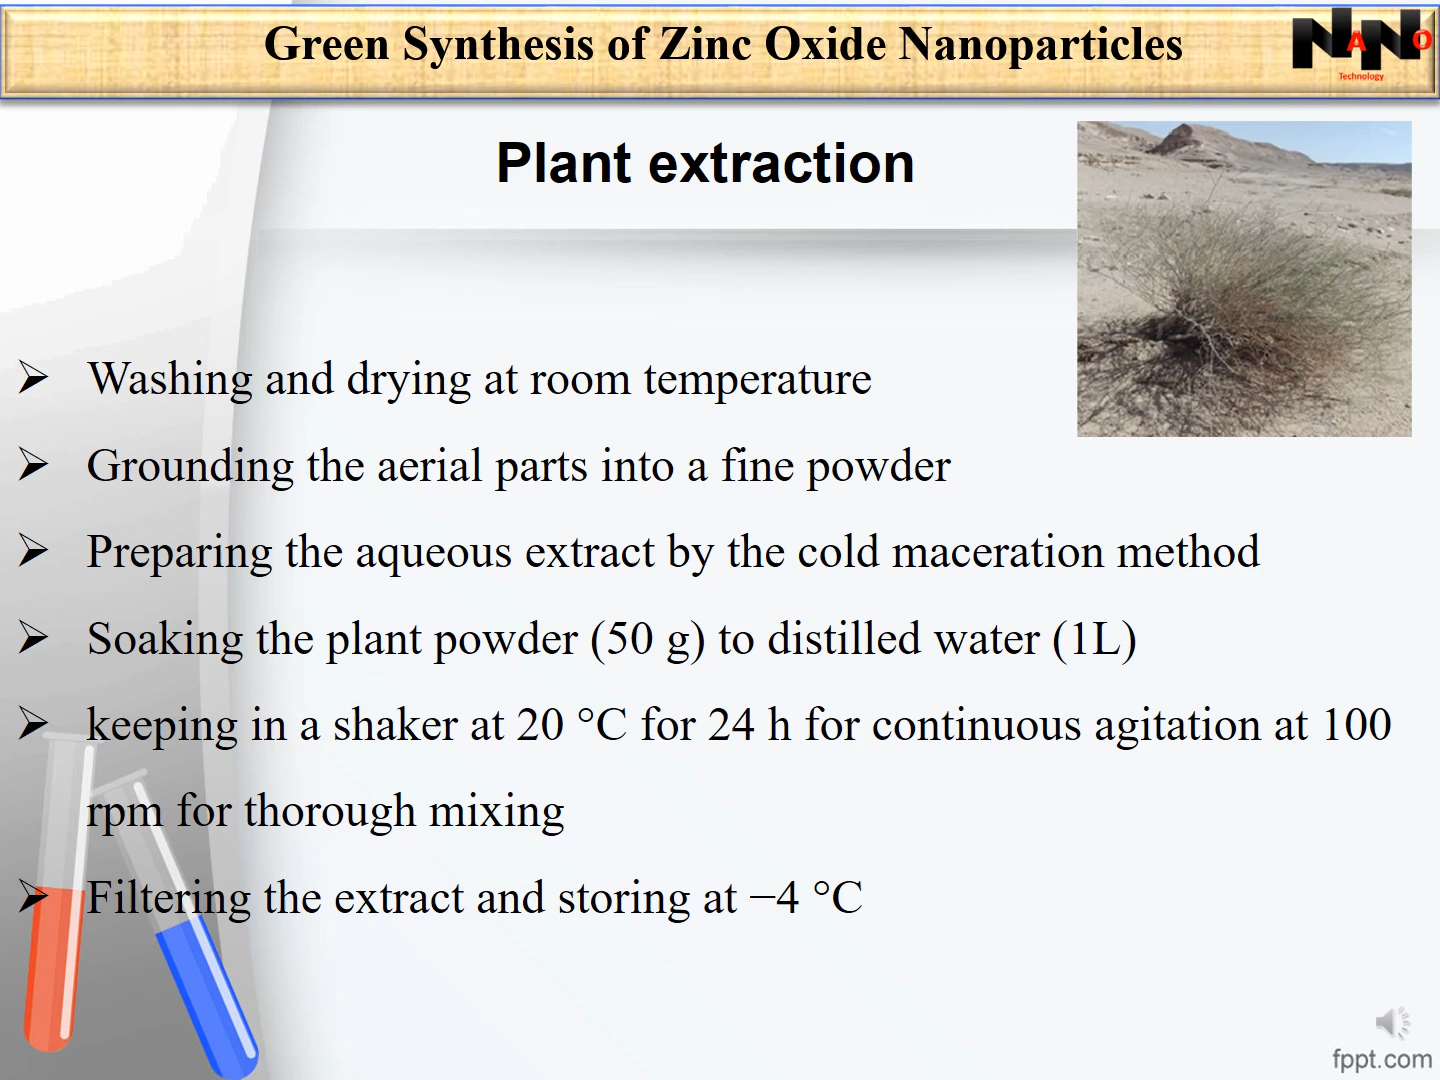 Green Synthesis of Zinc Oxide Nanoparticles
NANO
Technology
Plant extraction
➢ Washing and drying at room temperature
➢ Grounding the aerial parts into a fine powder
➢ Preparing the aqueous extract by the cold maceration method
➢ Soaking the plant powder (50 g) to distilled water (1L)
➢ keeping in a shaker at 20 °C for 24 h for continuous agitation at 100
rpm for thorough mixing
➢ Filtering the extract and storing at −4 °C
fppt.com